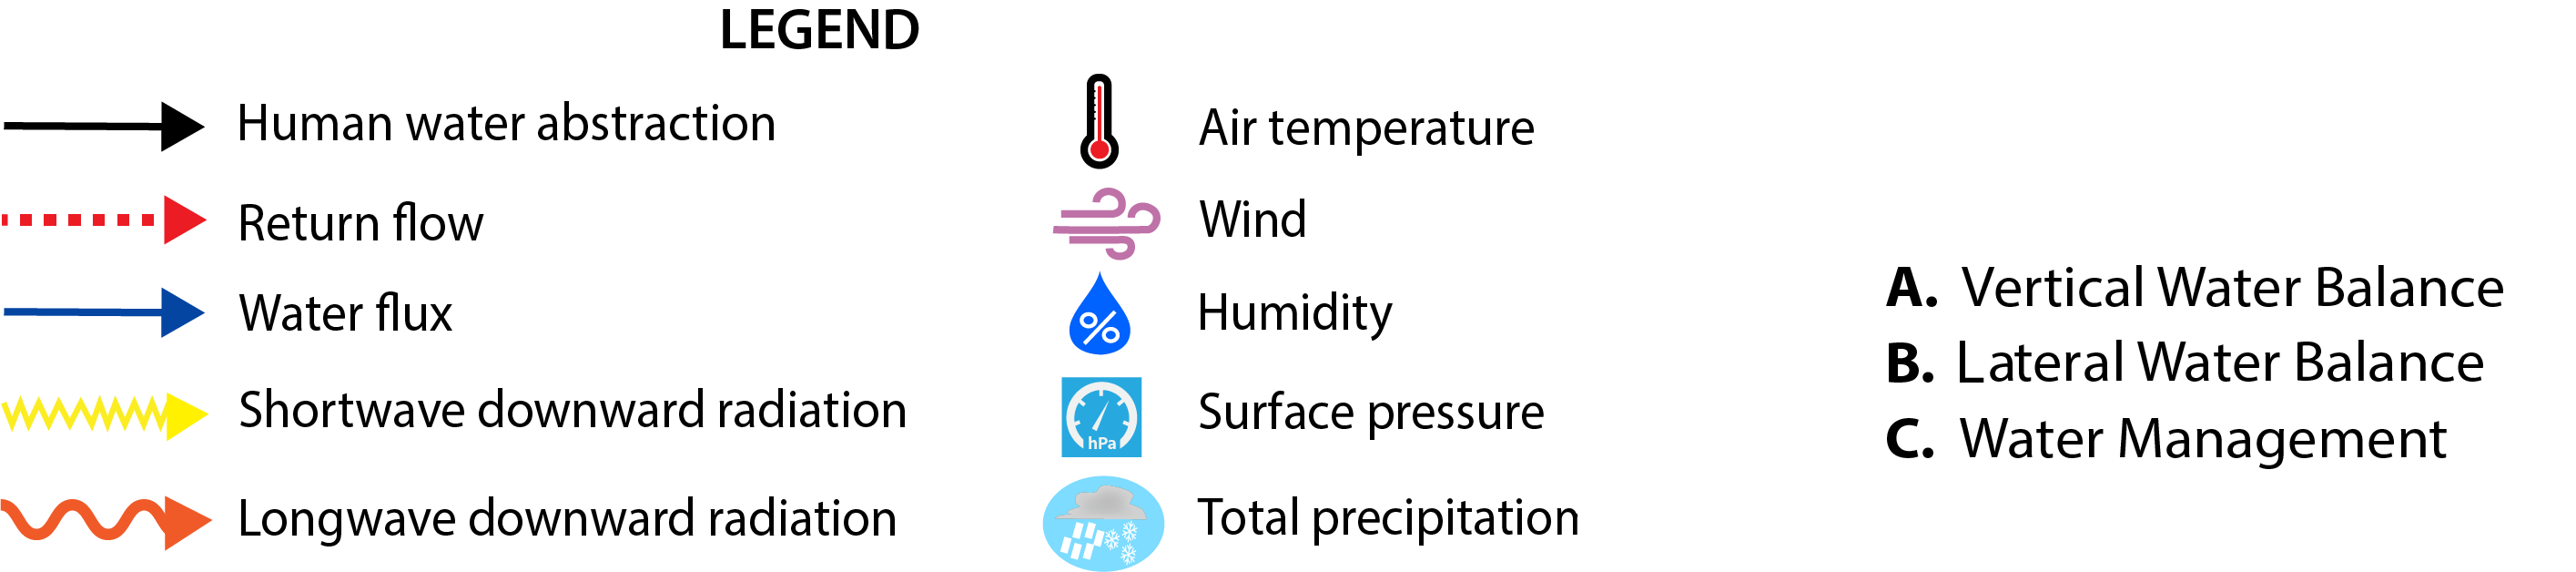 LEGEND
Human water abstraction
Return flow
Water flux
Shortwave downward radiation
Longwave downward radiation
Air temperature
Wind
%
Humidity
hPa
Surface pressure
Total precipitation
A. Vertical Water Balance
B. Lateral Water Balance
C. Water Management